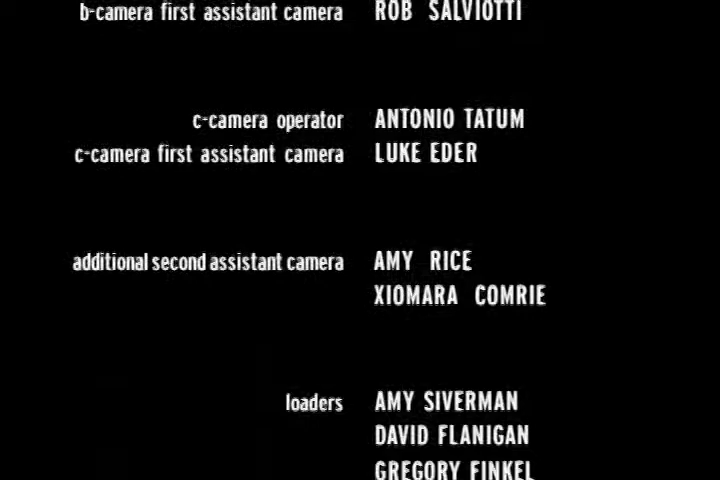 b-camera first assistant camera ROB SALVIOTTI
c-camera operator ANTONIO TATUM
c-camera first assistant camera LUKE EDER
additional second assistant camera AMY RICE
XIOMARA COMRIE
loaders AMY SIVERMAN
DAVID FLANIGAN
GREGORY FINKEL